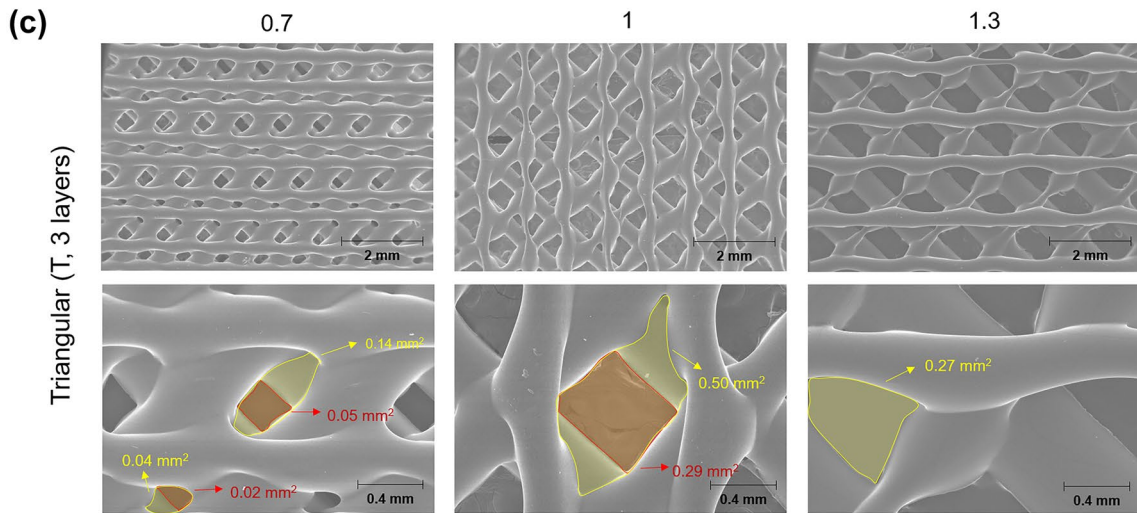 (c)
0.7
1
1.3
Triangular (T, 3 layers)
2 mm
2 mm
2 mm
0.14 mm²
0.05 mm²
0.04 mm²
0.02 mm²
0.4 mm
0.50 mm²
0.29 mm²
0.4 mm
0.27 mm²
0.4 mm